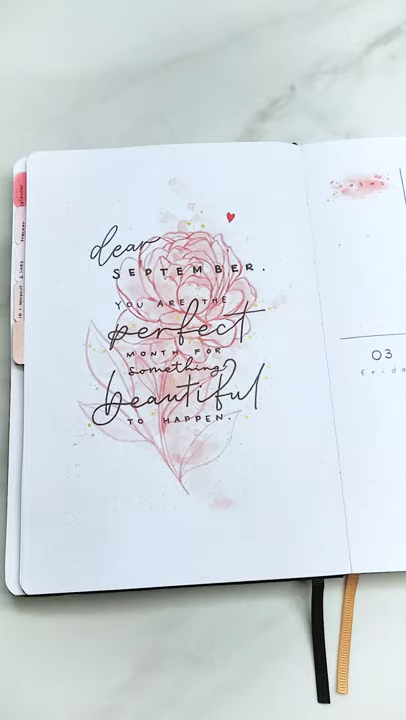 dear
SEPTEMBER.
YOU ARE THE
perfect
MONTH FOR
something
beautiful
TO HAPPEN.
03
frida